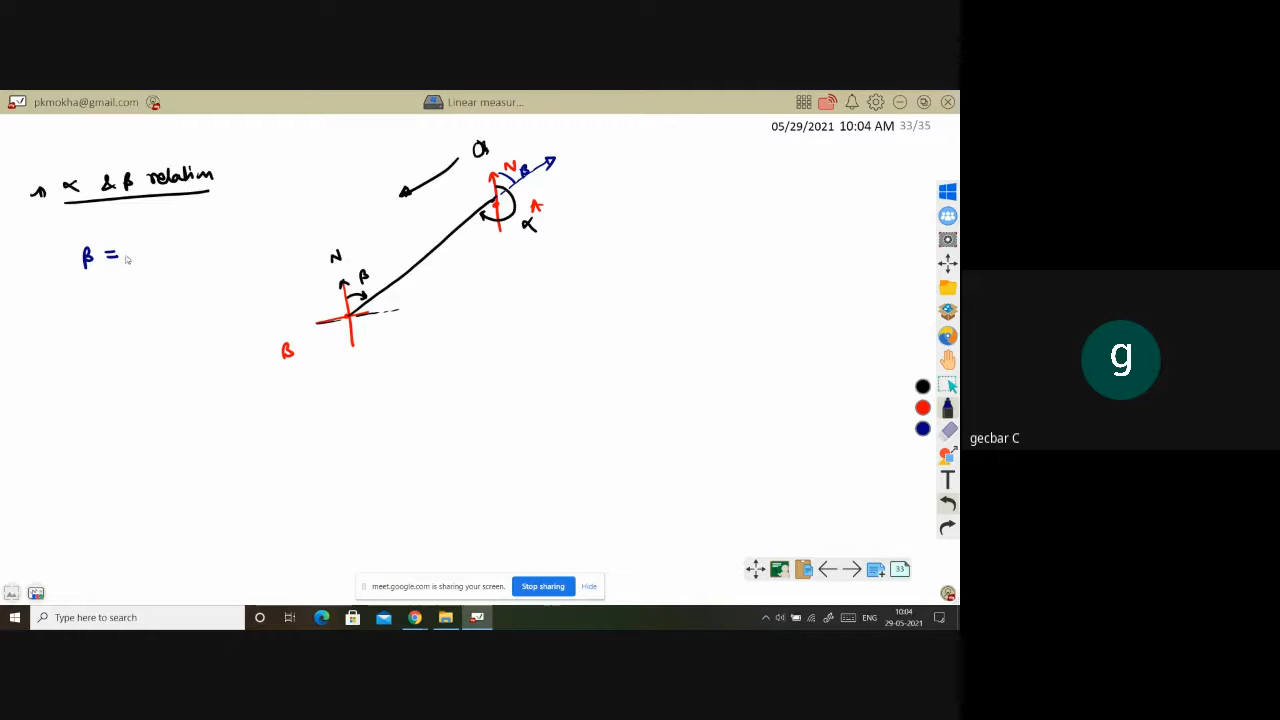 pkmokha@gmail.com
Linear measur...
05/29/2021 10:04 AM 33/35
α & β relation
β =
N
β
A
α
N
β
B
T
33
meet.google.com is sharing your screen. Stop sharing Hide
Type here to search
ENG
10:04
29-05-2021
g
gecbar C